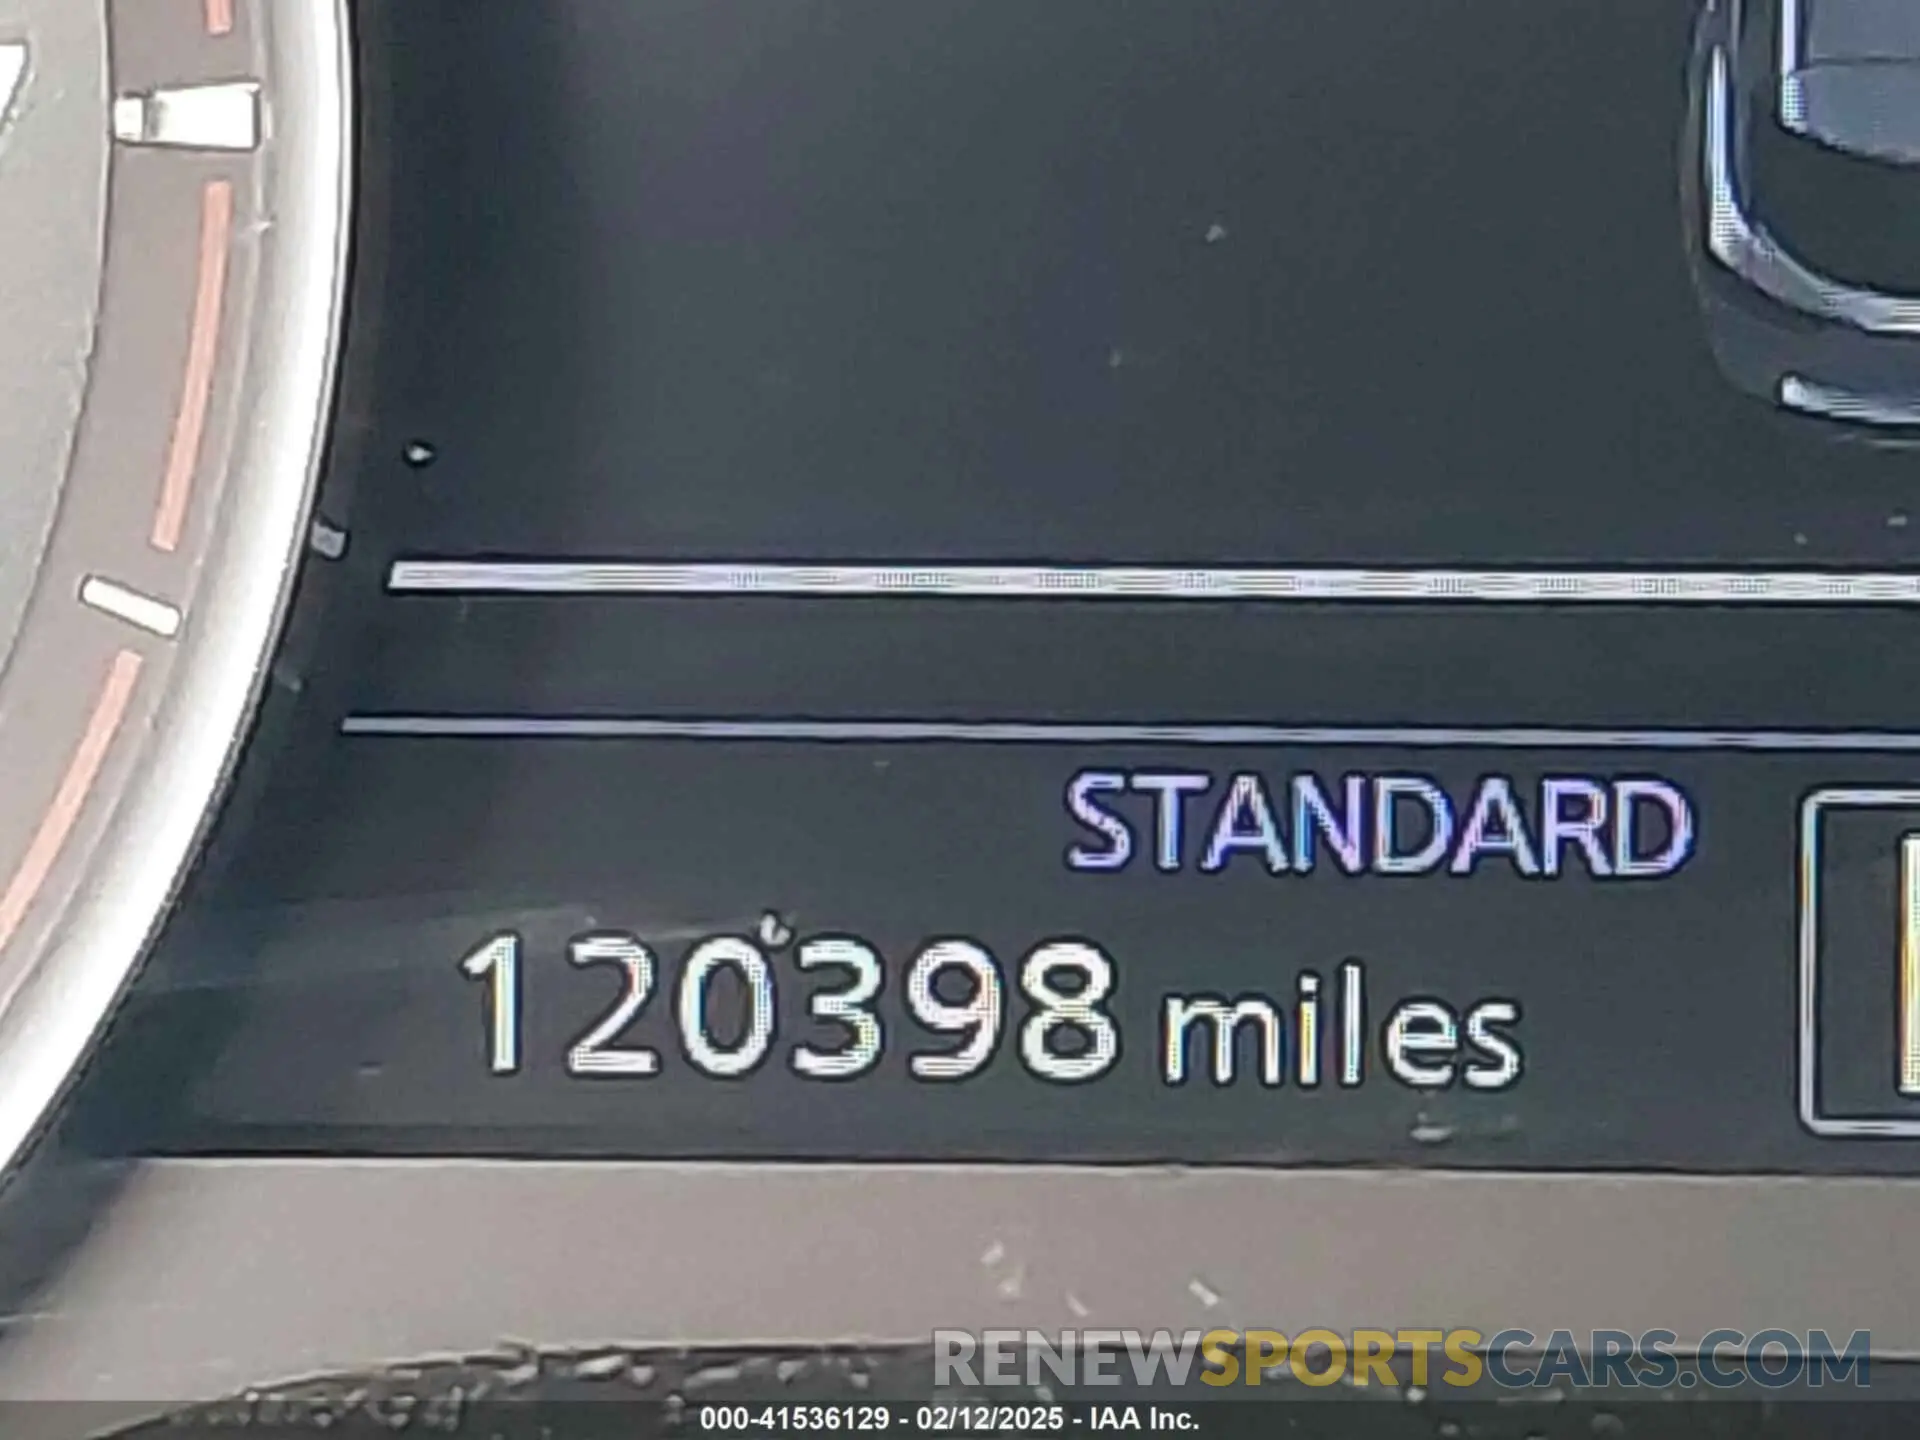 STANDARD
120398 miles
RENEWSPORTSCARS.COM
000-41536129 - 02/12/2025 - IAA Inc.